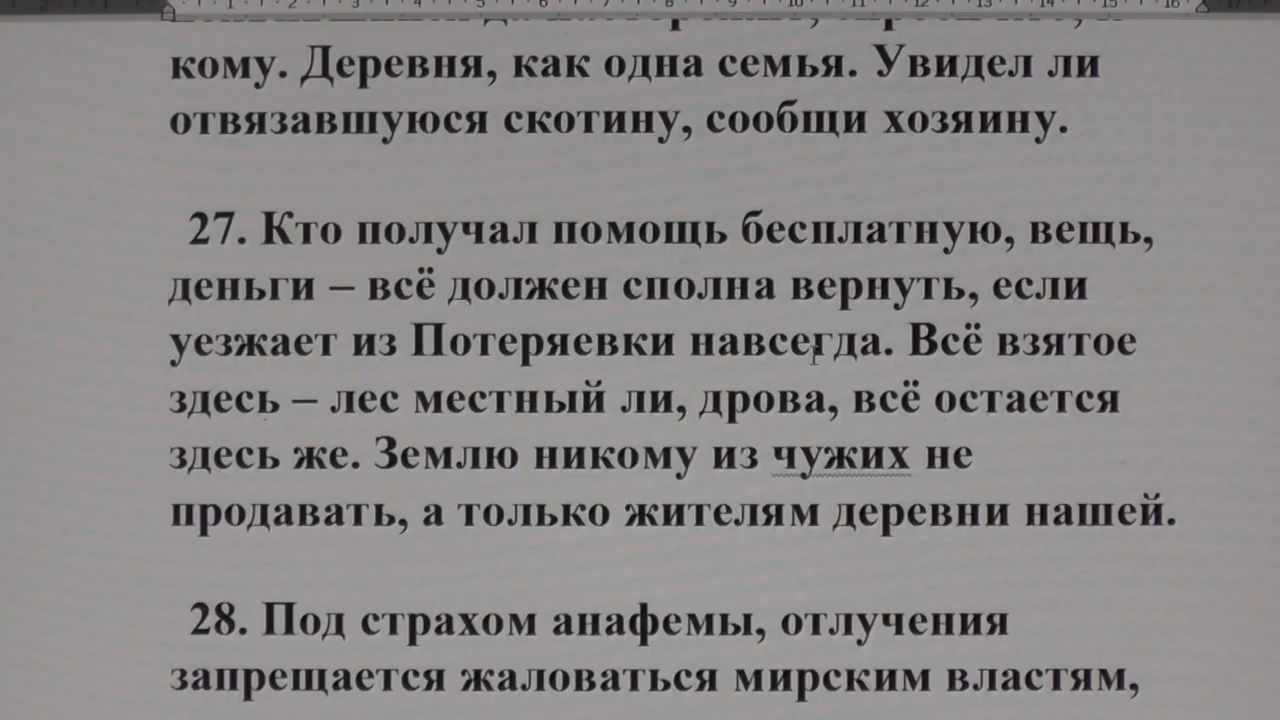 кому. Деревня, как одна семья. Увидел ли
отвязавшуюся скотину, сообщи хозяину.
27. Кто получал помощь бесплатную, вещь,
деньги – всё должен сполна вернуть, если
уезжает из Потеряевки навсегда. Всё взятое
здесь – лес местный ли, дрова, всё остается
здесь же. Землю никому из чужих не
продавать, а только жителям деревни нашей.
28. Под страхом анафемы, отлучения
запрещается жаловаться мирским властям,